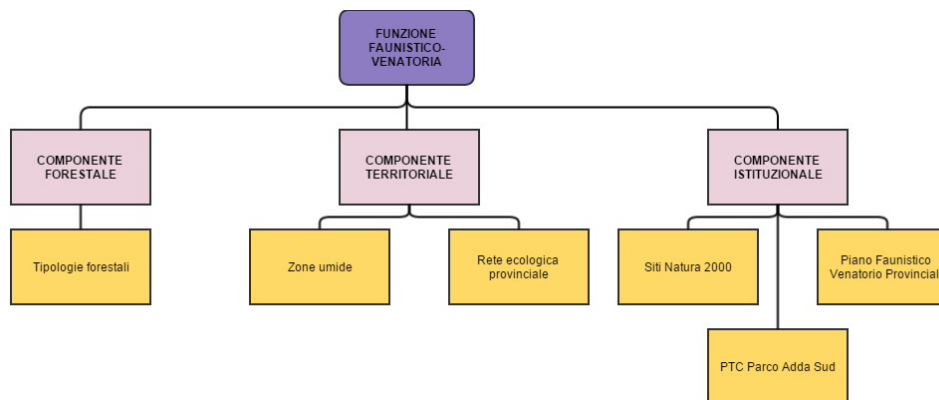 FUNZIONE
FAUNISTICO-
VENATORIA
COMPONENTE
FORESTALE
COMPONENTE
TERRITORIALE
COMPONENTE
ISTITUZIONALE
Tipologie forestali
Zone umide
Rete ecologica
provinciale
Siti Natura 2000
Piano Faunistico
Venatorio Provincial
PTC Parco Adda Sud